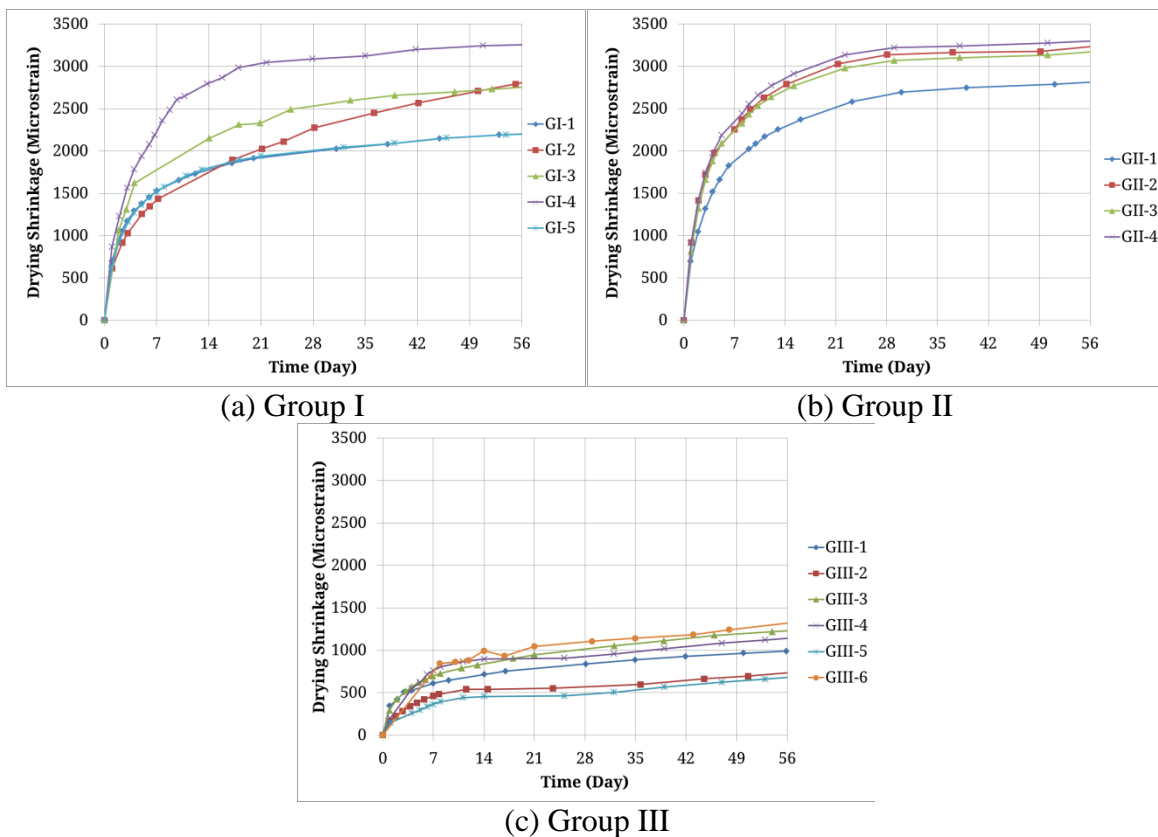 3500
3000
2500
2000
1500
1000
500
0
Drying Shrinkage (Microstrain)
0 7 14 21 28 35 42 49 56
Time (Day)
GI-1
GI-2
GI-3
GI-4
GI-5
(a) Group I
3500
3000
2500
2000
1500
1000
500
0
Drying Shrinkage (Microstrain)
0 7 14 21 28 35 42 49 56
Time (Day)
GII-1
GII-2
GII-3
GII-4
(b) Group II
3500
3000
2500
2000
1500
1000
500
0
Drying Shrinkage (Microstrain)
0 7 14 21 28 35 42 49 56
Time (Day)
GIII-1
GIII-2
GIII-3
GIII-4
GIII-5
GIII-6
(c) Group III